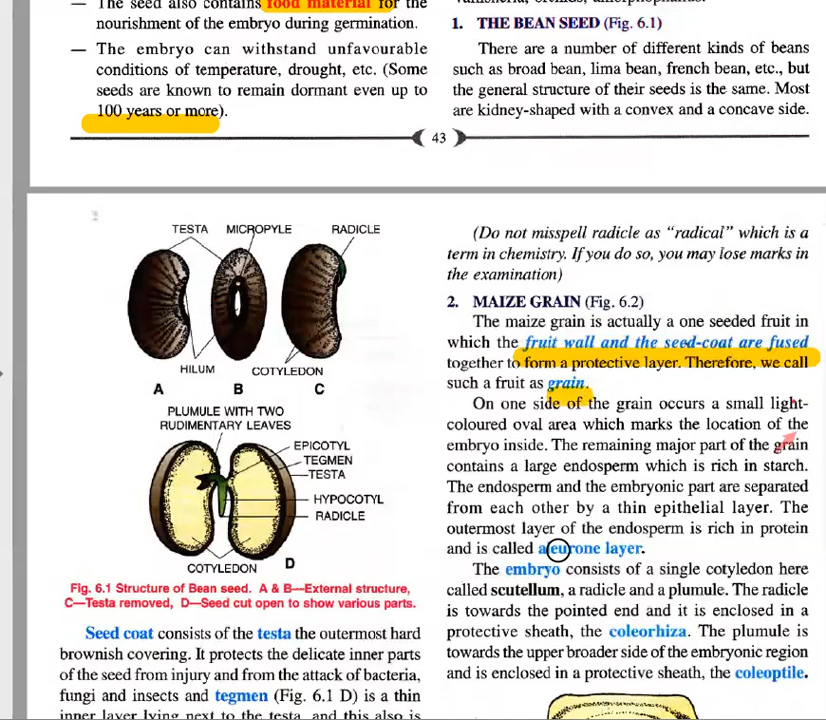 — The seed also contains food material for the
nourishment of the embryo during germination.
— The embryo can withstand unfavourable
conditions of temperature, drought, etc. (Some
seeds are known to remain dormant even up to
100 years or more).
1. THE BEAN SEED (Fig. 6.1)
There are a number of different kinds of beans
such as broad bean, lima bean, french bean, etc., but
the general structure of their seeds is the same. Most
are kidney-shaped with a convex and a concave side.
43
TESTA MICROPYLE RADICLE
HILUM COTYLEDON
A B C
PLUMULE WITH TWO
RUDIMENTARY LEAVES
EPICOTYL
TEGMEN
TESTA
HYPOCOTYL
RADICLE
COTYLEDON D
Fig. 6.1 Structure of Bean seed. A & B—External structure,
C—Testa removed, D—Seed cut open to show various parts.
Seed coat consists of the testa the outermost hard
brownish covering. It protects the delicate inner parts
of the seed from injury and from the attack of bacteria,
fungi and insects and tegmen (Fig. 6.1 D) is a thin
inner layer lying next to the testa and this also is
(Do not misspell radicle as “radical” which is a
term in chemistry. If you do so, you may lose marks in
the examination)
2. MAIZE GRAIN (Fig. 6.2)
The maize grain is actually a one seeded fruit in
which the fruit wall and the seed-coat are fused
together to form a protective layer. Therefore, we call
such a fruit as grain.
On one side of the grain occurs a small light-
coloured oval area which marks the location of the
embryo inside. The remaining major part of the grain
contains a large endosperm which is rich in starch.
The endosperm and the embryonic part are separated
from each other by a thin epithelial layer. The
outermost layer of the endosperm is rich in protein
and is called aleurone layer.
The embryo consists of a single cotyledon here
called scutellum, a radicle and a plumule. The radicle
is towards the pointed end and it is enclosed in a
protective sheath, the coleorhiza. The plumule is
towards the upper broader side of the embryonic region
and is enclosed in a protective sheath, the coleoptile.